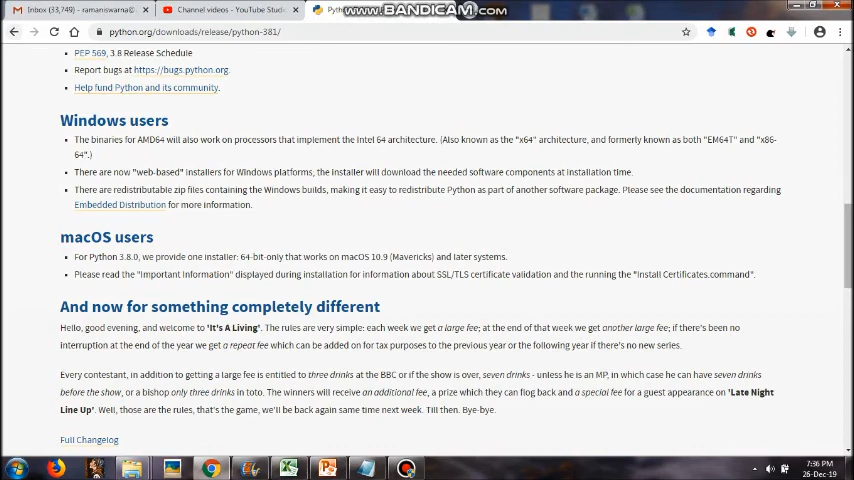 Inbox (33,749) - ramaniswarna@
Channel videos - YouTube Studi
Pyth
www.BANDICAM.com
python.org/downloads/release/python-381/
PEP 569, 3.8 Release Schedule
Report bugs at https://bugs.python.org.
Help fund Python and its community.
Windows users
The binaries for AMD64 will also work on processors that implement the Intel 64 architecture. (Also known as the "x64" architecture, and formerly known as both "EM64T" and "x86-
64".)
There are now "web-based" installers for Windows platforms, the installer will download the needed software components at installation time.
There are redistributable zip files containing the Windows builds, making it easy to redistribute Python as part of another software package. Please see the documentation regarding
Embedded Distribution for more information.
macOS users
For Python 3.8.0, we provide one installer: 64-bit-only that works on macOS 10.9 (Mavericks) and later systems.
Please read the "Important Information" displayed during installation for information about SSL/TLS certificate validation and the running the "Install Certificates.command".
And now for something completely different
Hello, good evening, and welcome to 'It's A Living'. The rules are very simple: each week we get a large fee; at the end of that week we get another large fee; if there's been no
interruption at the end of the year we get a repeat fee which can be added on for tax purposes to the previous year or the following year if there's no new series.
Every contestant, in addition to getting a large fee is entitled to three drinks at the BBC or if the show is over, seven drinks - unless he is an MP, in which case he can have seven drinks
before the show, or a bishop only three drinks in toto. The winners will receive an additional fee, a prize which they can flog back and a special fee for a guest appearance on 'Late Night
Line Up'. Well, those are the rules, that's the game, we'll be back again same time next week. Till then. Bye-bye.
Full Changelog
7:36 PM
26-Dec-19